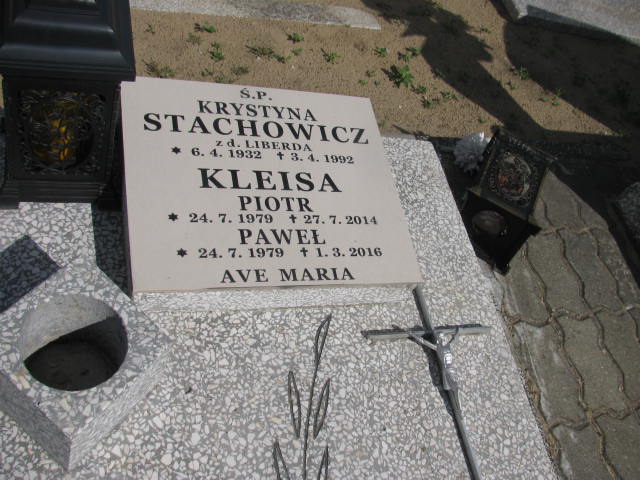 Ś.P.
KRYSTYNA
STACHOWICZ
z d. LIBERDA
✶ 6. 4. 1932 ✝ 3. 4. 1992
KLEISA
PIOTR
✶ 24. 7. 1979 ✝ 27. 7. 2014
PAWEŁ
✶ 24. 7. 1979 ✝ 1. 3. 2016
AVE MARIA